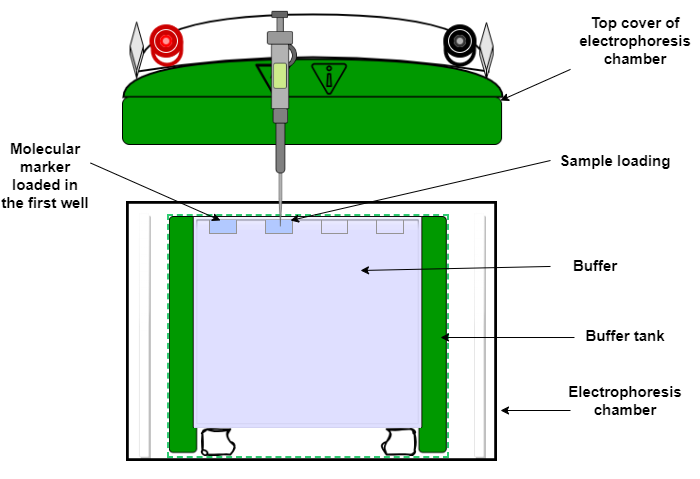 Top cover of
electrophoresis
chamber
Molecular
marker
loaded in
the first well
Sample loading
Buffer
Buffer tank
Electrophoresis
chamber